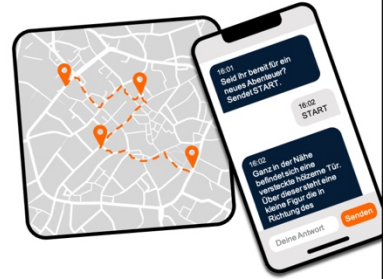 16:01
Seid ihr bereit für ein
neues Abenteuer?
Sendet START.
16:02
START
16:02
Ganz in der Nähe
befindet sich eine
versteckte hölzerne Tür.
Über dieser steht eine
kleine Figur die in
Richtung des
Deine Antwort
Senden